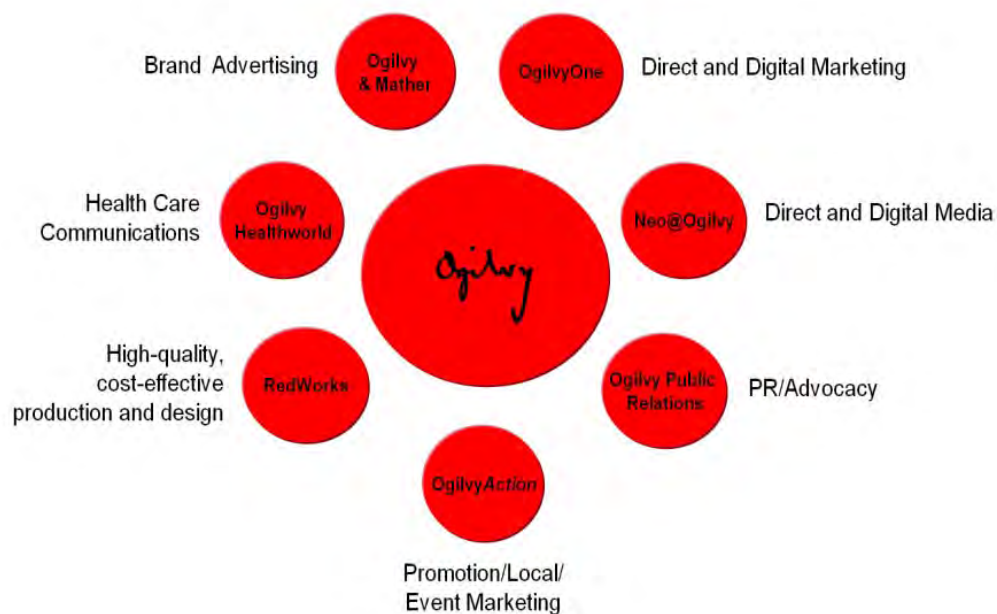 Brand Advertising
Ogilvy
& Mather
OgilvyOne
Direct and Digital Marketing
Health Care
Communications
Ogilvy
Healthworld
Ogilvy
Neo@Ogilvy
Direct and Digital Media
High-quality,
cost-effective
production and design
RedWorks
Ogilvy Public
Relations
PR/Advocacy
OgilvyAction
Promotion/Local/
Event Marketing